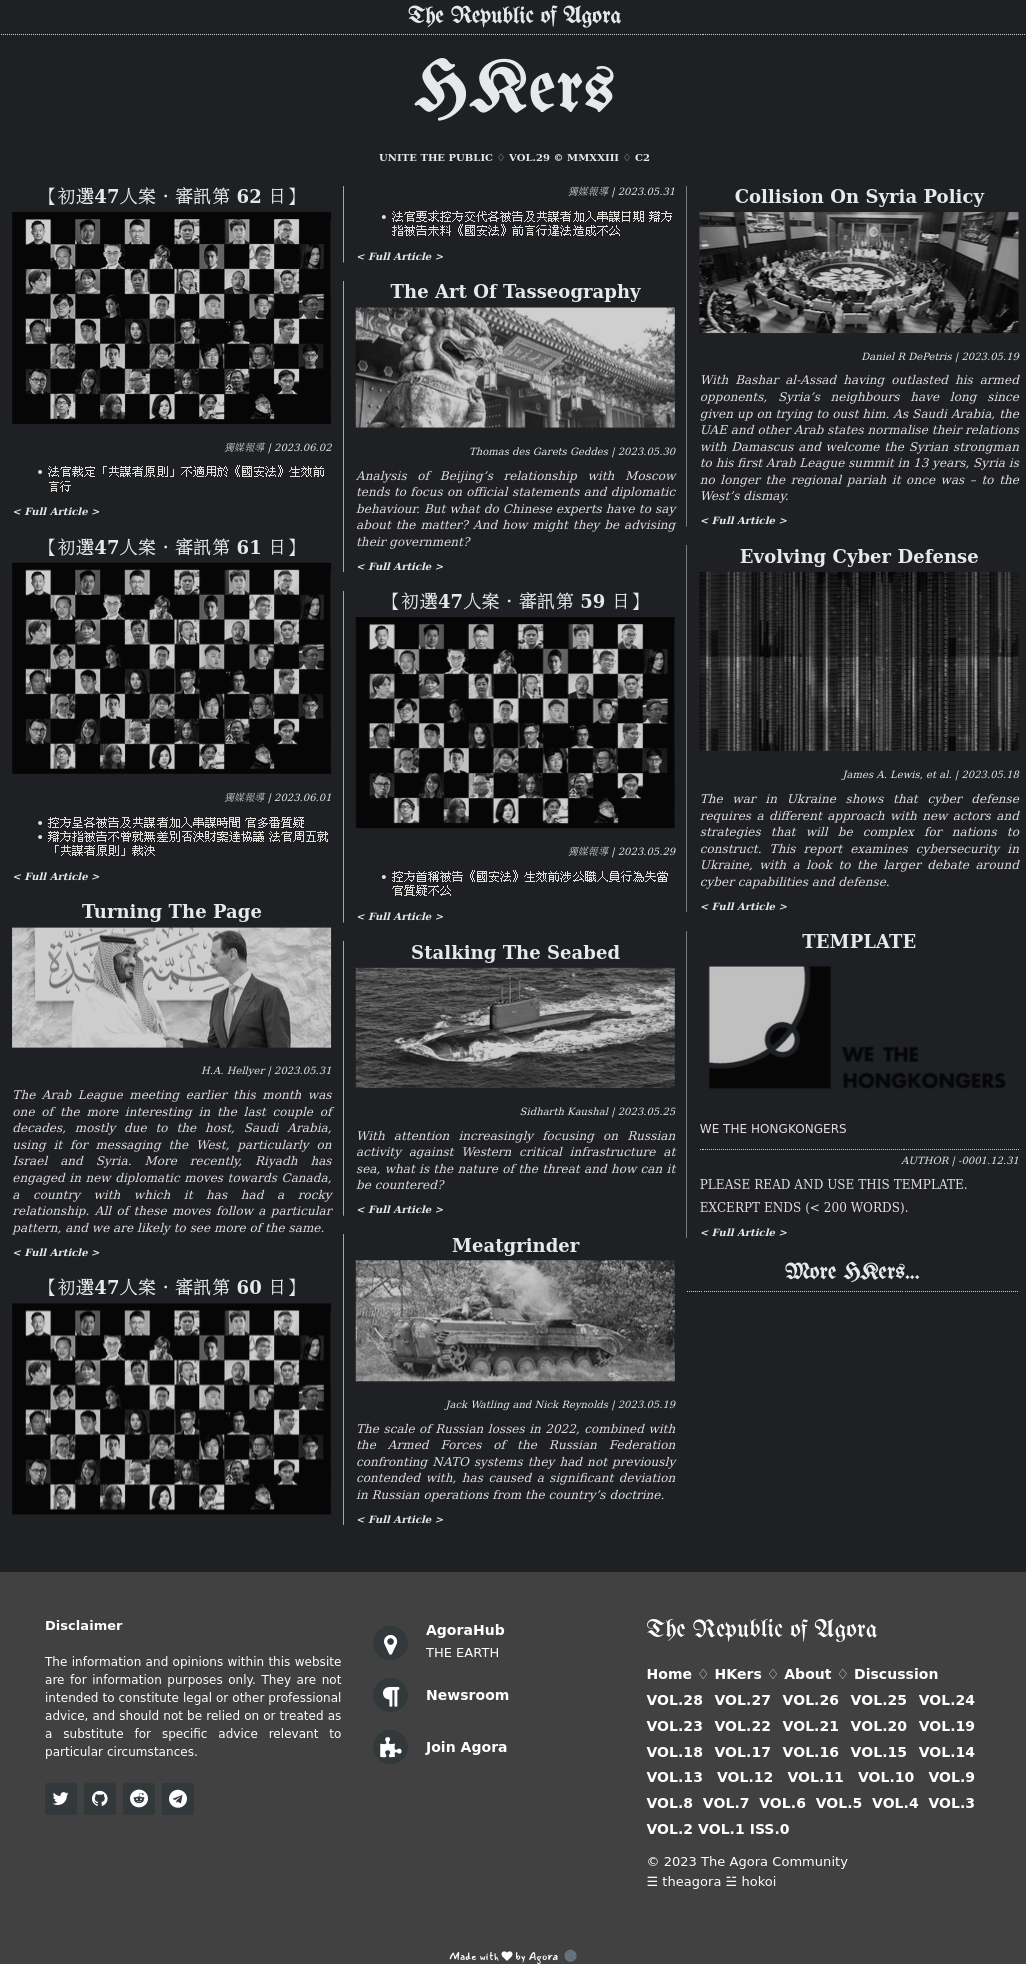 The Republic of Agora
HKers
UNITE THE PUBLIC ♢ VOL.29 © MMXXIII ♢ C2
【初選47人案・審訊第 62 日】
獨媒報導 | 2023.06.02
• 法官裁定「共謀者原則」不適用於《國安法》生效前
言行
< Full Article >
【初選47人案・審訊第 61 日】
獨媒報導 | 2023.06.01
• 控方呈各被告及共謀者加入串謀時間 官多番質疑
• 辯方指被告不曾就無差別否決財案達協議 法官周五就
「共謀者原則」裁決
< Full Article >
Turning The Page
H.A. Hellyer | 2023.05.31
The Arab League meeting earlier this month was
one of the more interesting in the last couple of
decades, mostly due to the host, Saudi Arabia,
using it for messaging the West, particularly on
Israel and Syria. More recently, Riyadh has
engaged in new diplomatic moves towards Canada,
a country with which it has had a rocky
relationship. All of these moves follow a particular
pattern, and we are likely to see more of the same.
< Full Article >
【初選47人案・審訊第 60 日】
獨媒報導 | 2023.05.31
• 法官要求控方交代各被告及共謀者加入串謀日期 辯方
指被告未料《國安法》前言行違法造成不公
< Full Article >
The Art Of Tasseography
Thomas des Garets Geddes | 2023.05.30
Analysis of Beijing’s relationship with Moscow
tends to focus on official statements and diplomatic
behaviour. But what do Chinese experts have to say
about the matter? And how might they be advising
their government?
< Full Article >
【初選47人案・審訊第 59 日】
獨媒報導 | 2023.05.29
• 控方首稱被告《國安法》生效前涉公職人員行為失當
官質疑不公
< Full Article >
Stalking The Seabed
Sidharth Kaushal | 2023.05.25
With attention increasingly focusing on Russian
activity against Western critical infrastructure at
sea, what is the nature of the threat and how can it
be countered?
< Full Article >
Meatgrinder
Jack Watling and Nick Reynolds | 2023.05.19
The scale of Russian losses in 2022, combined with
the Armed Forces of the Russian Federation
confronting NATO systems they had not previously
contended with, has caused a significant deviation
in Russian operations from the country’s doctrine.
< Full Article >
Collision On Syria Policy
Daniel R DePetris | 2023.05.19
With Bashar al-Assad having outlasted his armed
opponents, Syria’s neighbours have long since
given up on trying to oust him. As Saudi Arabia, the
UAE and other Arab states normalise their relations
with Damascus and welcome the Syrian strongman
to his first Arab League summit in 13 years, Syria is
no longer the regional pariah it once was – to the
West’s dismay.
< Full Article >
Evolving Cyber Defense
James A. Lewis, et al. | 2023.05.18
The war in Ukraine shows that cyber defense
requires a different approach with new actors and
strategies that will be complex for nations to
construct. This report examines cybersecurity in
Ukraine, with a look to the larger debate around
cyber capabilities and defense.
< Full Article >
TEMPLATE
WE THE
HONGKONGERS
WE THE HONGKONGERS
AUTHOR | -0001.12.31
PLEASE READ AND USE THIS TEMPLATE.
EXCERPT ENDS (< 200 WORDS).
< Full Article >
More HKers...
Disclaimer
The information and opinions within this website
are for information purposes only. They are not
intended to constitute legal or other professional
advice, and should not be relied on or treated as
a substitute for specific advice relevant to
particular circumstances.
AgoraHub
THE EARTH
Newsroom
Join Agora
The Republic of Agora
Home ♢ HKers ♢ About ♢ Discussion
VOL.28 VOL.27 VOL.26 VOL.25 VOL.24
VOL.23 VOL.22 VOL.21 VOL.20 VOL.19
VOL.18 VOL.17 VOL.16 VOL.15 VOL.14
VOL.13 VOL.12 VOL.11 VOL.10 VOL.9
VOL.8 VOL.7 VOL.6 VOL.5 VOL.4 VOL.3
VOL.2 VOL.1 ISS.0
© 2023 The Agora Community
☰ theagora ☱ hokoi
Made with ❤ by Agora